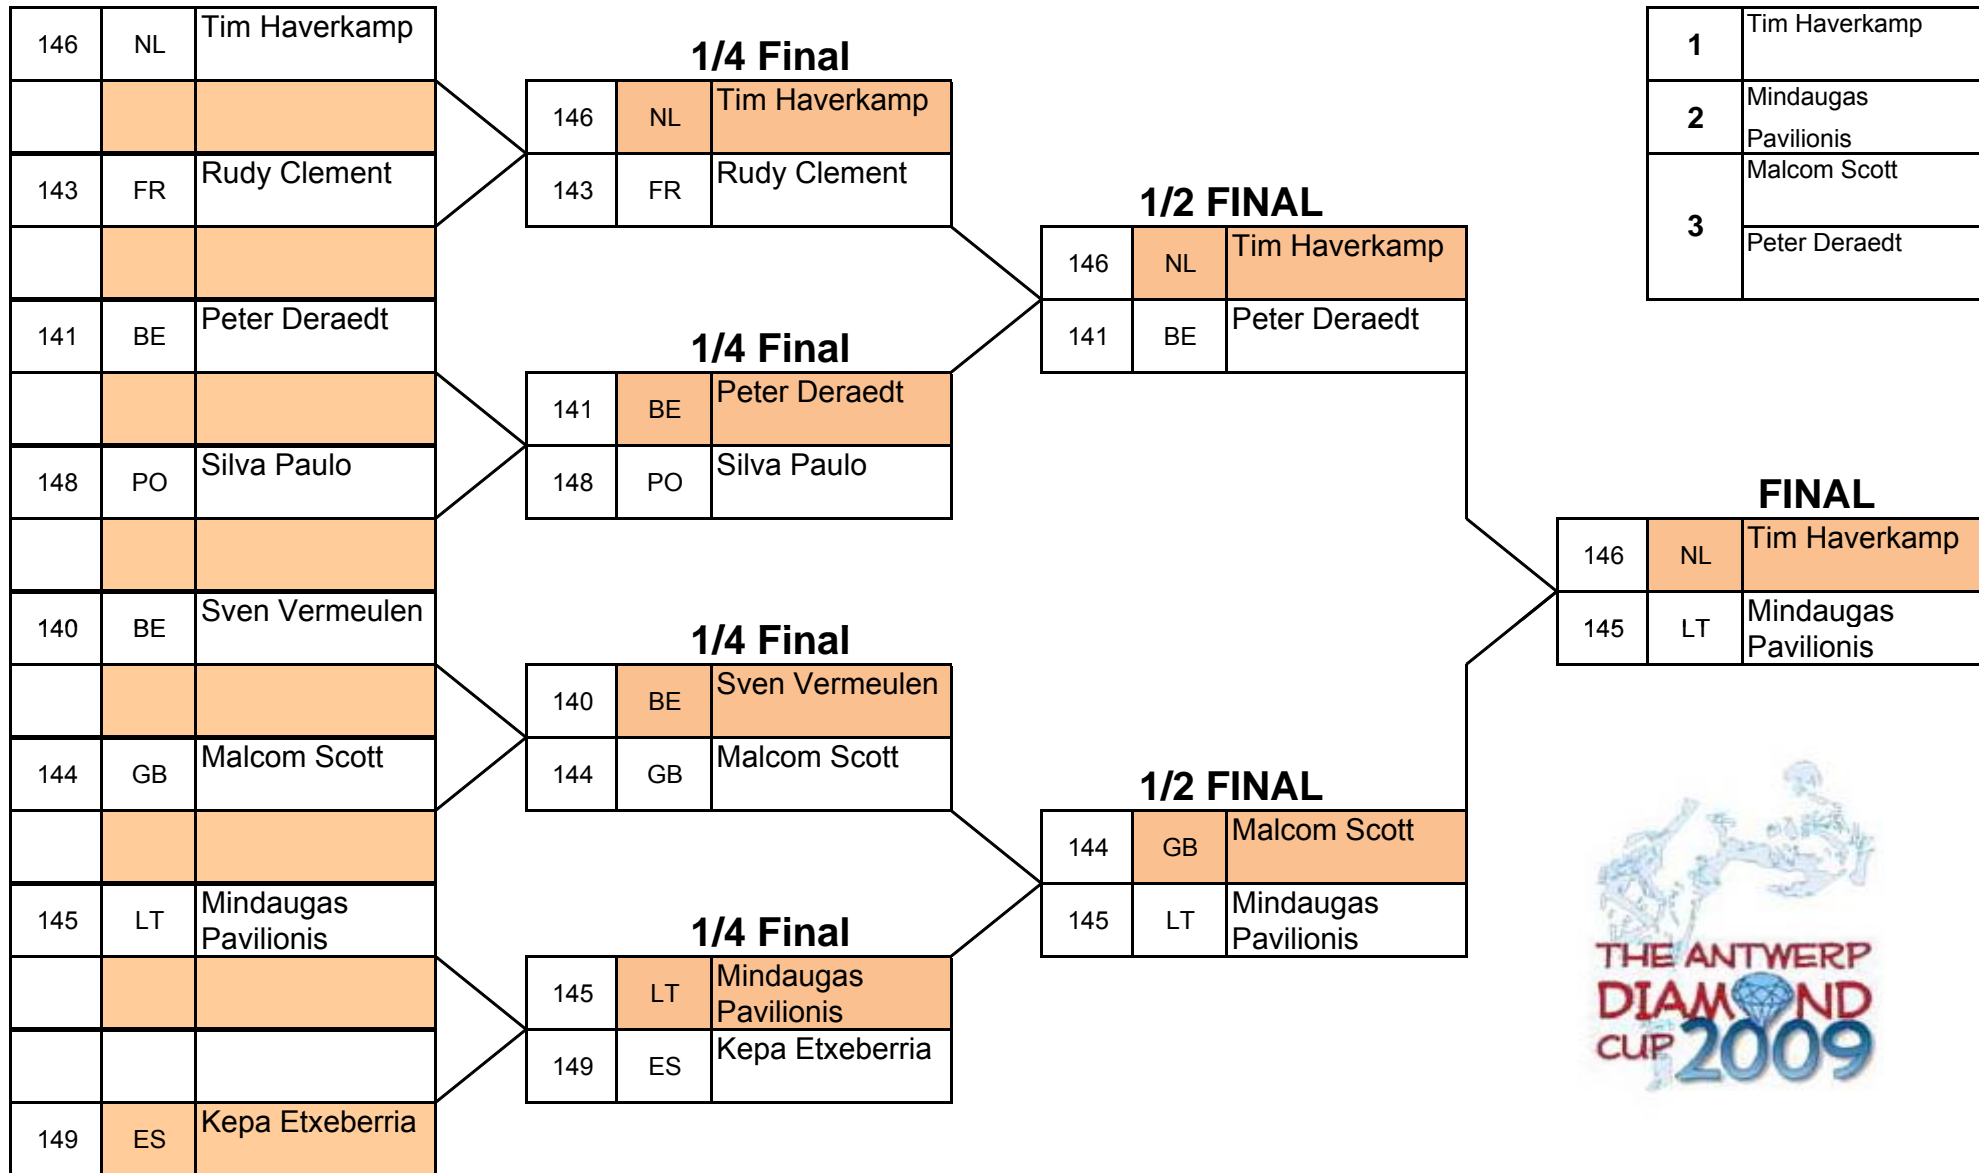 146 NL Tim Haverkamp
143 FR Rudy Clement
141 BE Peter Deraedt
148 PO Silva Paulo
140 BE Sven Vermeulen
144 GB Malcom Scott
145 LT Mindaugas
Pavilionis
149 ES Kepa Etxeberria
1/4 Final
146 NL Tim Haverkamp
143 FR Rudy Clement
1/4 Final
141 BE Peter Deraedt
148 PO Silva Paulo
1/4 Final
140 BE Sven Vermeulen
144 GB Malcom Scott
1/4 Final
145 LT Mindaugas
Pavilionis
149 ES Kepa Etxeberria
1/2 FINAL
146 NL Tim Haverkamp
141 BE Peter Deraedt
1/2 FINAL
144 GB Malcom Scott
145 LT Mindaugas
Pavilionis
1 Tim Haverkamp
2 Mindaugas
Pavilionis
3 Malcom Scott
Peter Deraedt
FINAL
146 NL Tim Haverkamp
145 LT Mindaugas
Pavilionis
THE ANTWERP
DIAMOND
CUP 2009